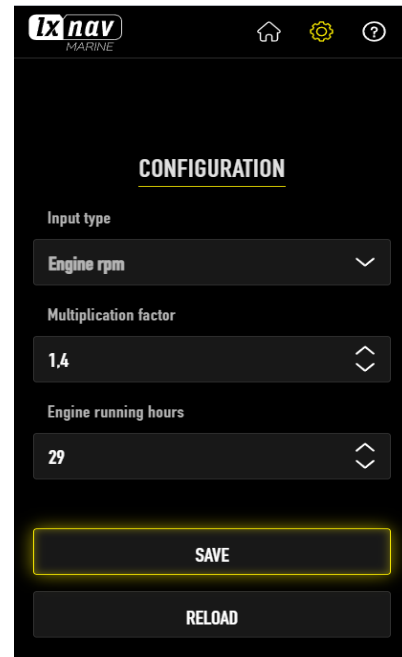 lx nav
MARINE
CONFIGURATION
Input type
Engine rpm
Multiplication factor
1,4
Engine running hours
29
SAVE
RELOAD